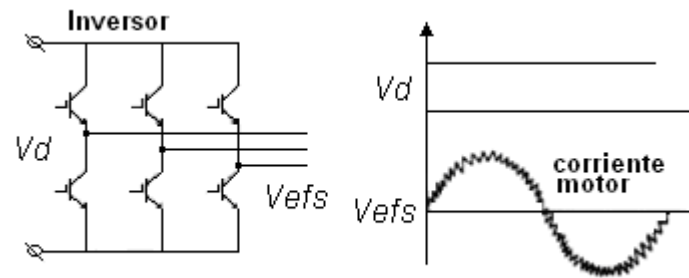 Inversor
Vd
Vefs
Vd
corriente
motor
Vefs